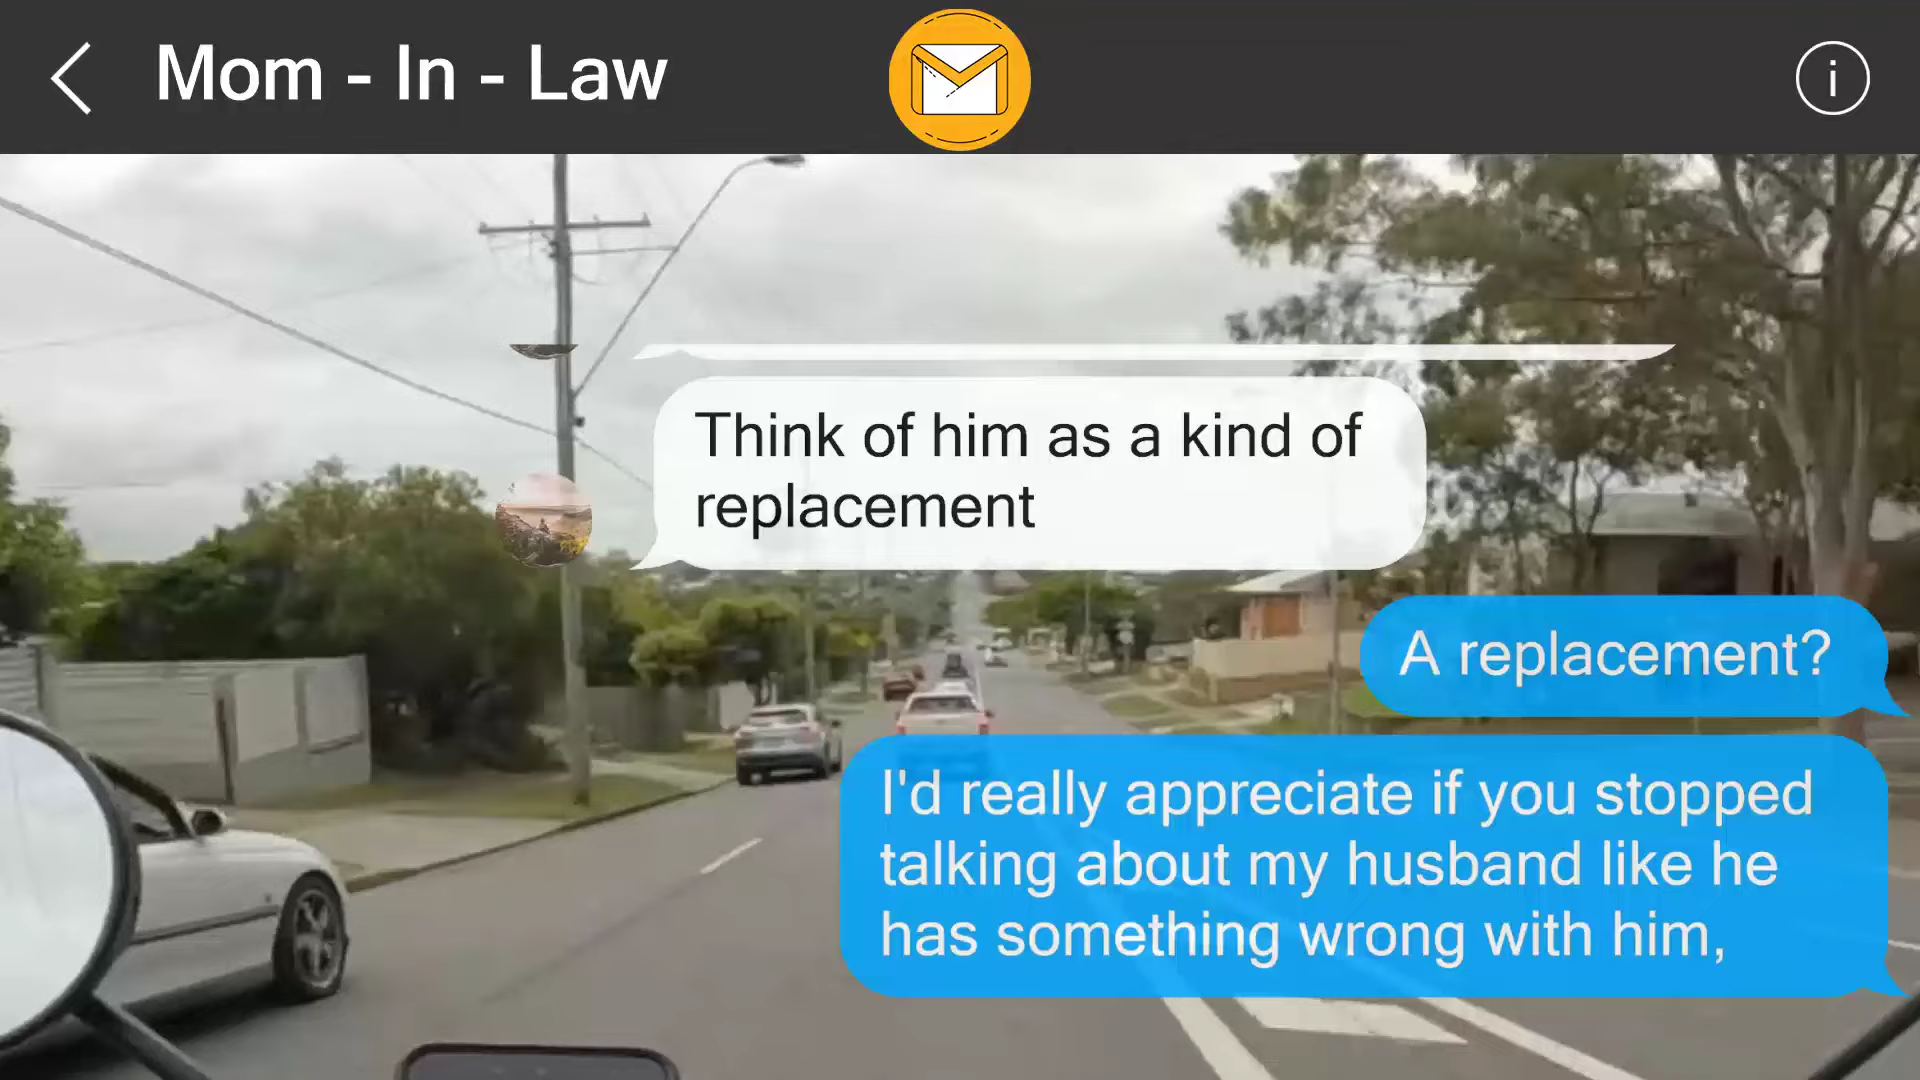 Mom - In - Law
i
Think of him as a kind of
replacement
A replacement?
I'd really appreciate if you stopped
talking about my husband like he
has something wrong with him,